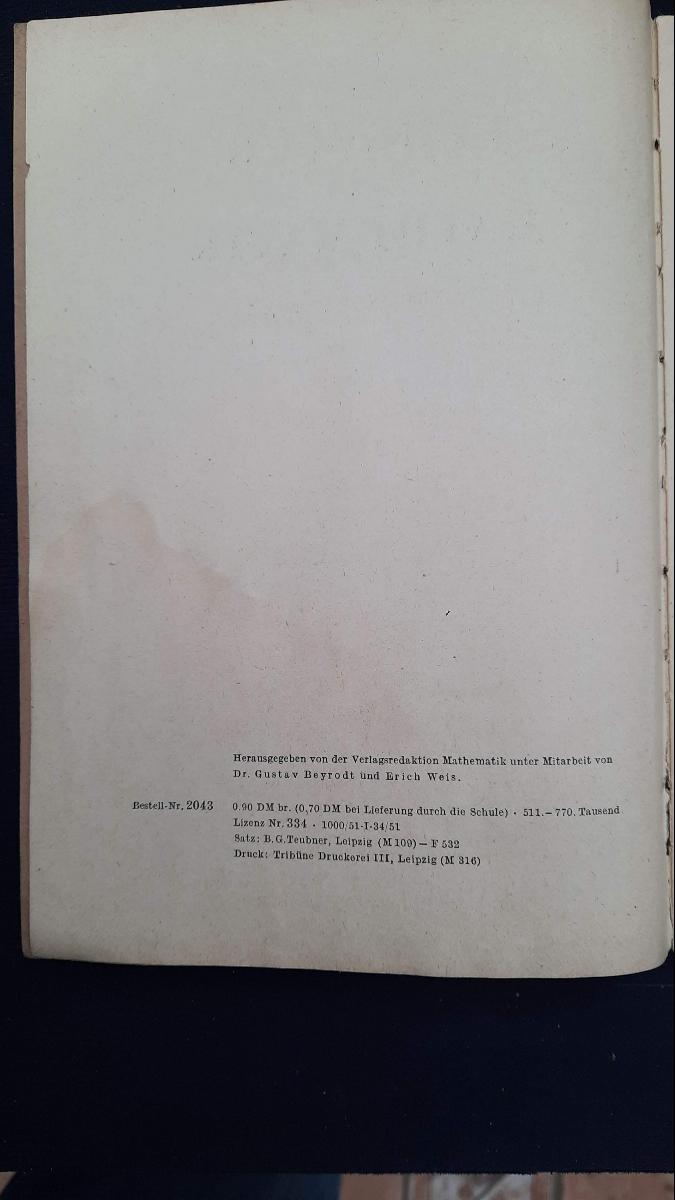 Herausgegeben von der Verlagsredaktion Mathematik unter Mitarbeit von
Dr. Gustav Beyrodt und Erich Weis.
Bestell-Nr. 2043 0.90 DM br. (0,70 DM bei Lieferung durch die Schule) · 511.– 770. Tausend
Lizenz Nr. 334 · 1000/51-I-34/51
Satz: B. G. Teubner, Leipzig (M 109) – F 532
Druck: Tribüne Druckerei III, Leipzig (M 316)